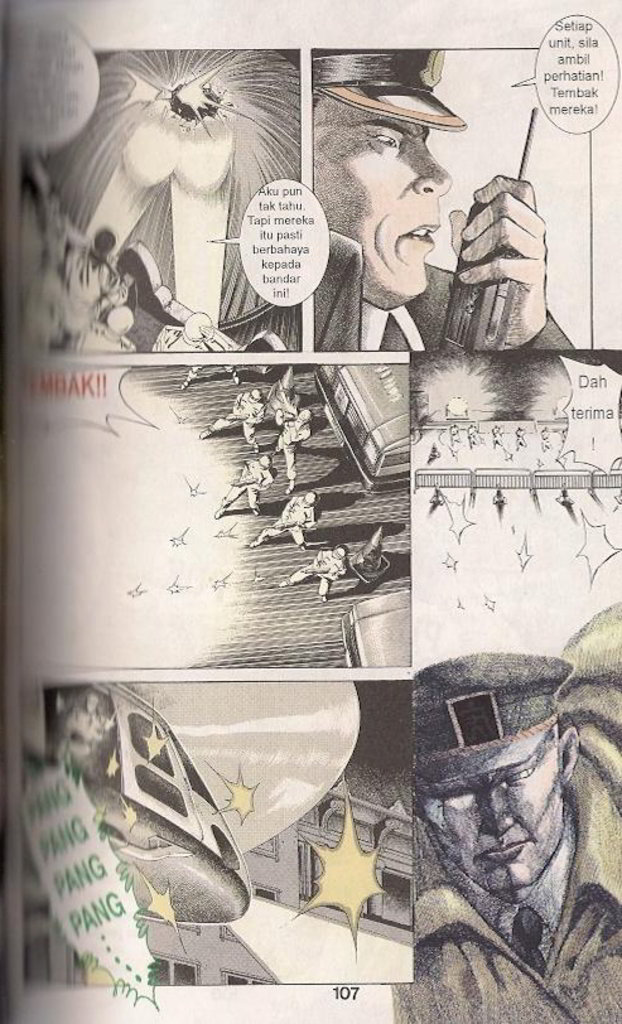 Setiap
unit, sila
ambil
perhatian!
Tembak
mereka!
Aku pun
tak tahu.
Tapi mereka
itu pasti
berbahaya
kepada
bandar
ini!
Dah
terima
!
PANG
PANG
PANG
PANG
107